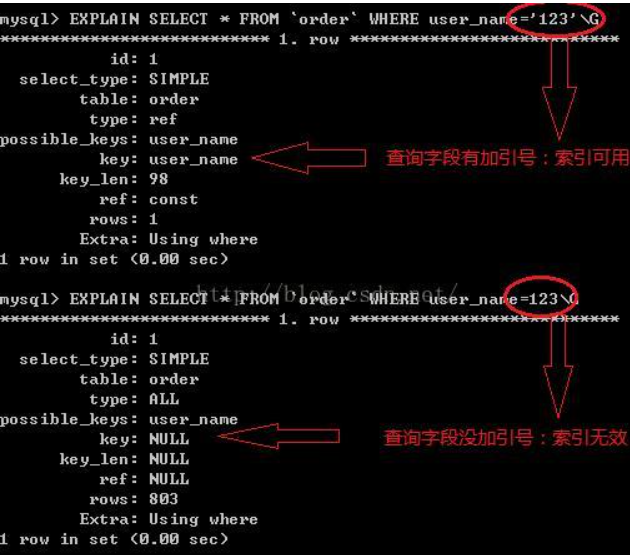 mysql> EXPLAIN SELECT * FROM `order` WHERE user_name='123'\G
*************************** 1. row ***************************
id: 1
select_type: SIMPLE
table: order
type: ref
possible_keys: user_name
key: user_name
查询字段有加引号：索引可用
key_len: 98
ref: const
rows: 1
Extra: Using where
1 row in set (0.00 sec)
http://blog.csdn.net/
mysql> EXPLAIN SELECT * FROM `order` WHERE user_name=123\G
*************************** 1. row ***************************
id: 1
select_type: SIMPLE
table: order
type: ALL
possible_keys: user_name
key: NULL
查询字段没加引号：索引无效
key_len: NULL
ref: NULL
rows: 803
Extra: Using where
1 row in set (0.00 sec)